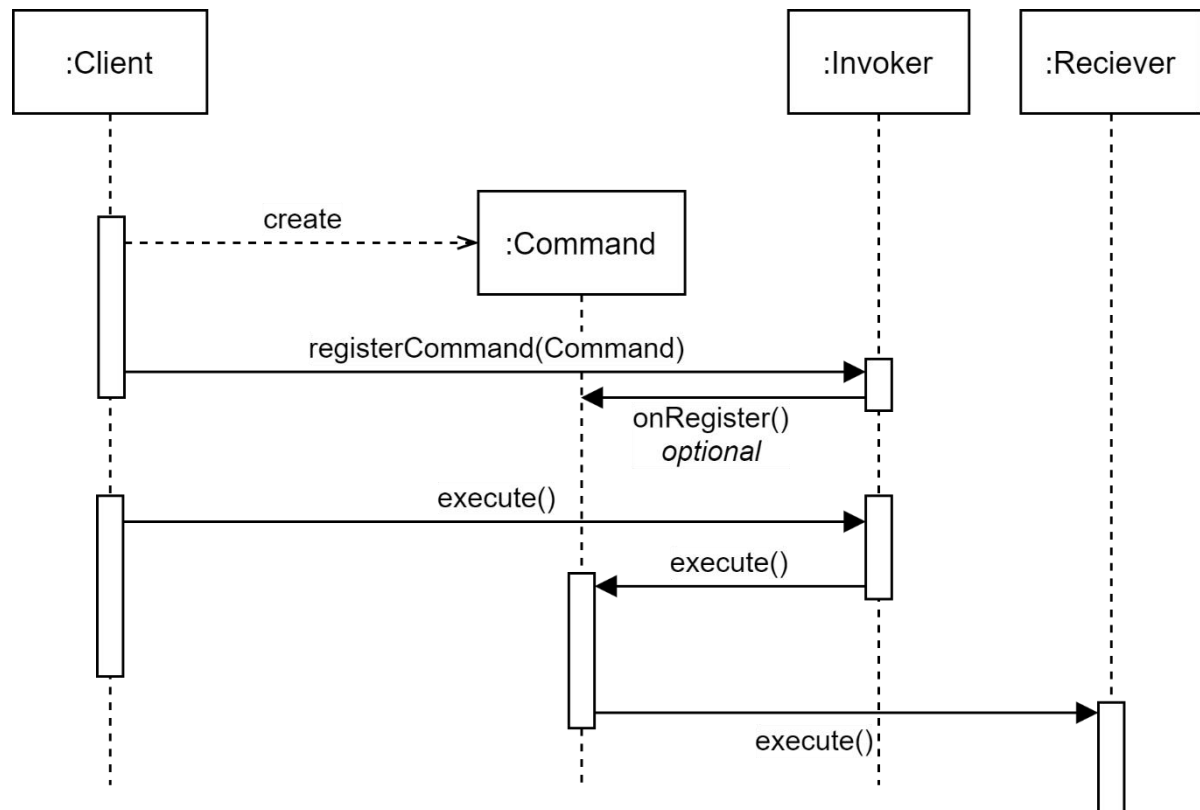 :Client
:Invoker
:Reciever
create
:Command
registerCommand(Command)
onRegister()
optional
execute()
execute()
execute()